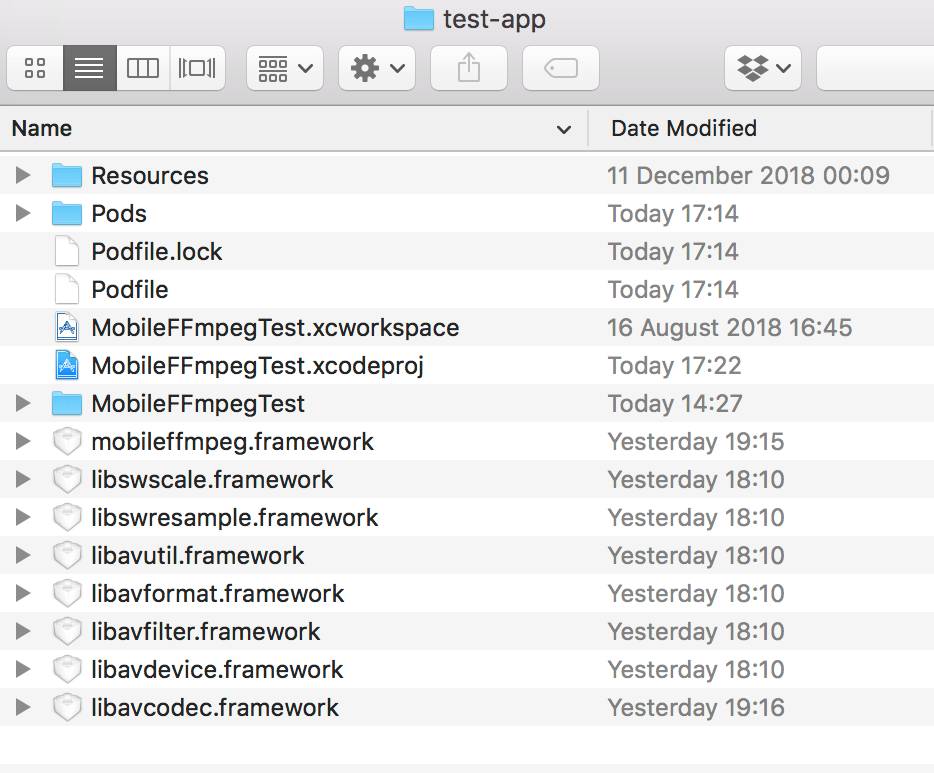 test-app
Name Date Modified
Resources 11 December 2018 00:09
Pods Today 17:14
Podfile.lock Today 17:14
Podfile Today 17:14
MobileFFmpegTest.xcworkspace 16 August 2018 16:45
MobileFFmpegTest.xcodeproj Today 17:22
MobileFFmpegTest Today 14:27
mobileffmpeg.framework Yesterday 19:15
libswscale.framework Yesterday 18:10
libswresample.framework Yesterday 18:10
libavutil.framework Yesterday 18:10
libavformat.framework Yesterday 18:10
libavfilter.framework Yesterday 18:10
libavdevice.framework Yesterday 18:10
libavcodec.framework Yesterday 19:16